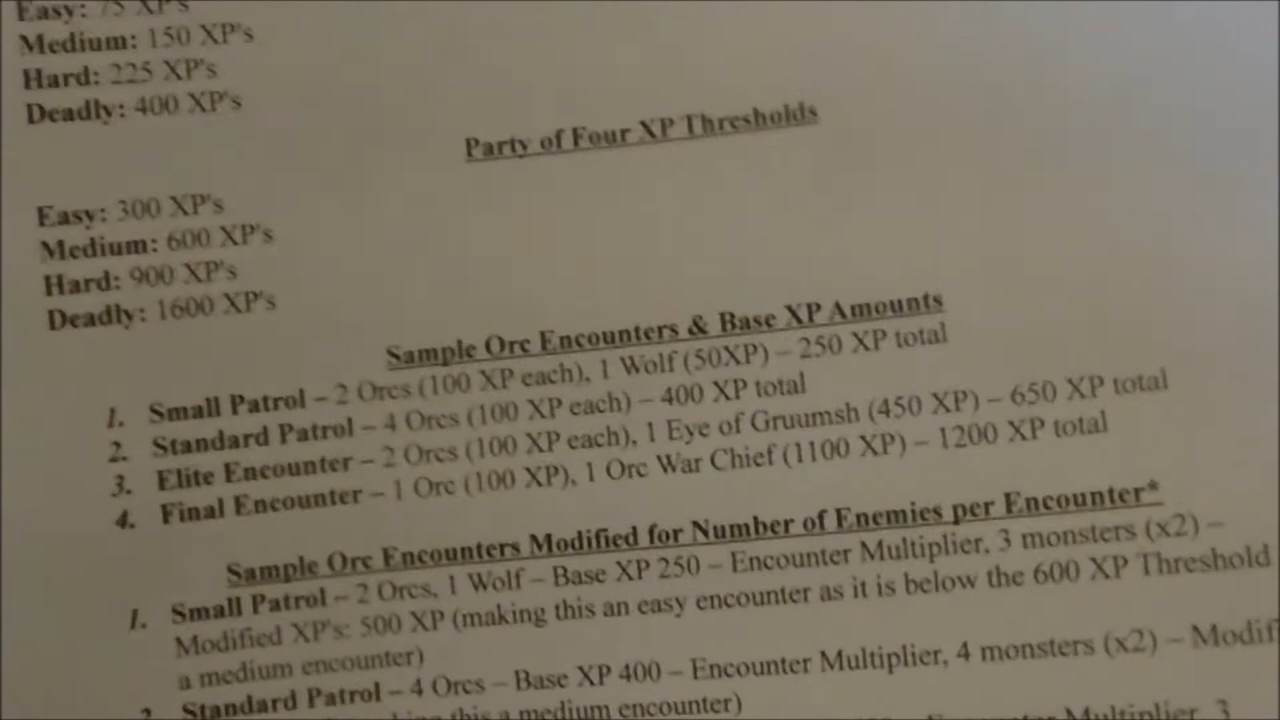 Easy: 75 XP's
Medium: 150 XP's
Hard: 225 XP's
Deadly: 400 XP's
Party of Four XP Thresholds
Easy: 300 XP's
Medium: 600 XP's
Hard: 900 XP's
Deadly: 1600 XP's
Sample Orc Encounters & Base XP Amounts
1. Small Patrol – 2 Orcs (100 XP each), 1 Wolf (50XP) – 250 XP total
2. Standard Patrol – 4 Orcs (100 XP each) – 400 XP total
3. Elite Encounter – 2 Orcs (100 XP each), 1 Eye of Gruumsh (450 XP) – 650 XP total
4. Final Encounter – 1 Orc (100 XP), 1 Orc War Chief (1100 XP) – 1200 XP total
Sample Orc Encounters Modified for Number of Enemies per Encounter*
1. Small Patrol – 2 Orcs, 1 Wolf – Base XP 250 – Encounter Multiplier, 3 monsters (x2) –
Modified XP's: 500 XP (making this an easy encounter as it is below the 600 XP Threshold
a medium encounter)
2. Standard Patrol – 4 Orcs – Base XP 400 – Encounter Multiplier, 4 monsters (x2) – Modif
this a medium encounter)
Multiplier, 3